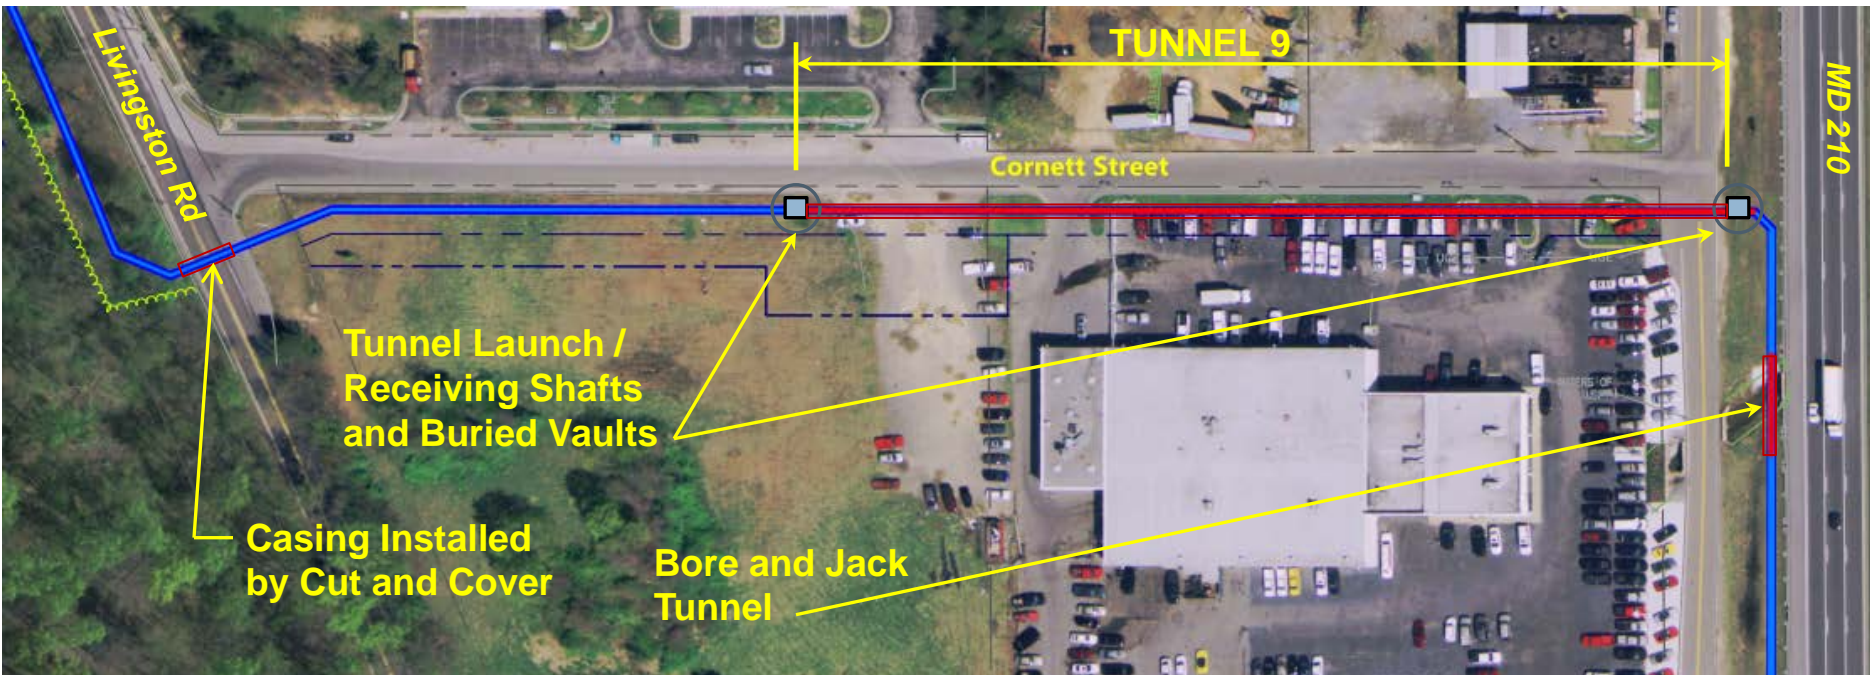 TUNNEL 9
Livingston Rd
MD 210
Cornett Street
Tunnel Launch /
Receiving Shafts
and Buried Vaults
Casing Installed
by Cut and Cover
Bore and Jack
Tunnel